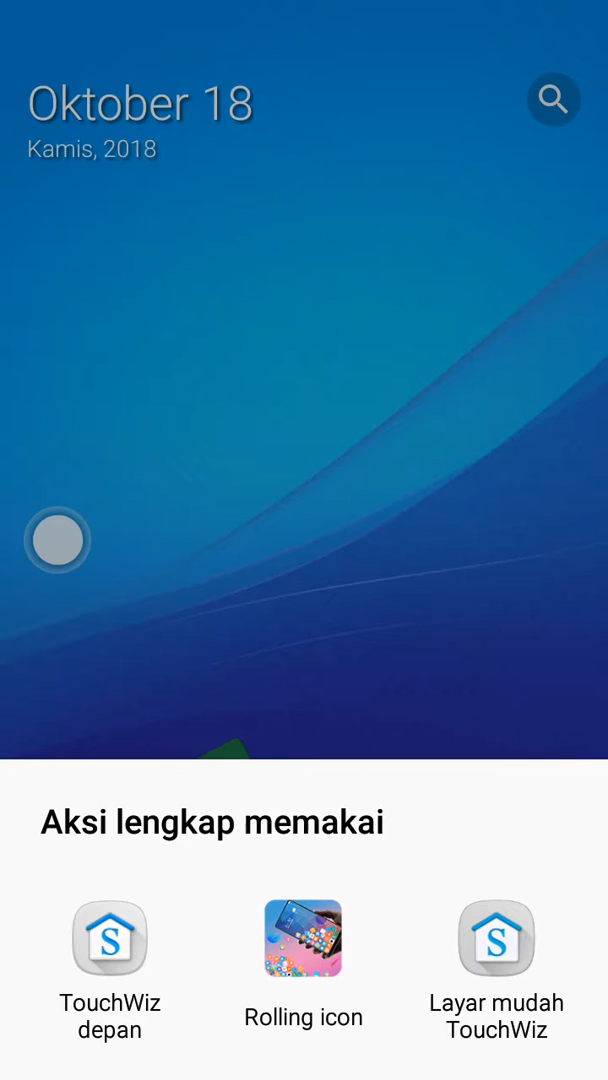 Oktober 18
Kamis, 2018
Aksi lengkap memakai
S
S
TouchWiz
depan
Rolling icon
Layar mudah
TouchWiz